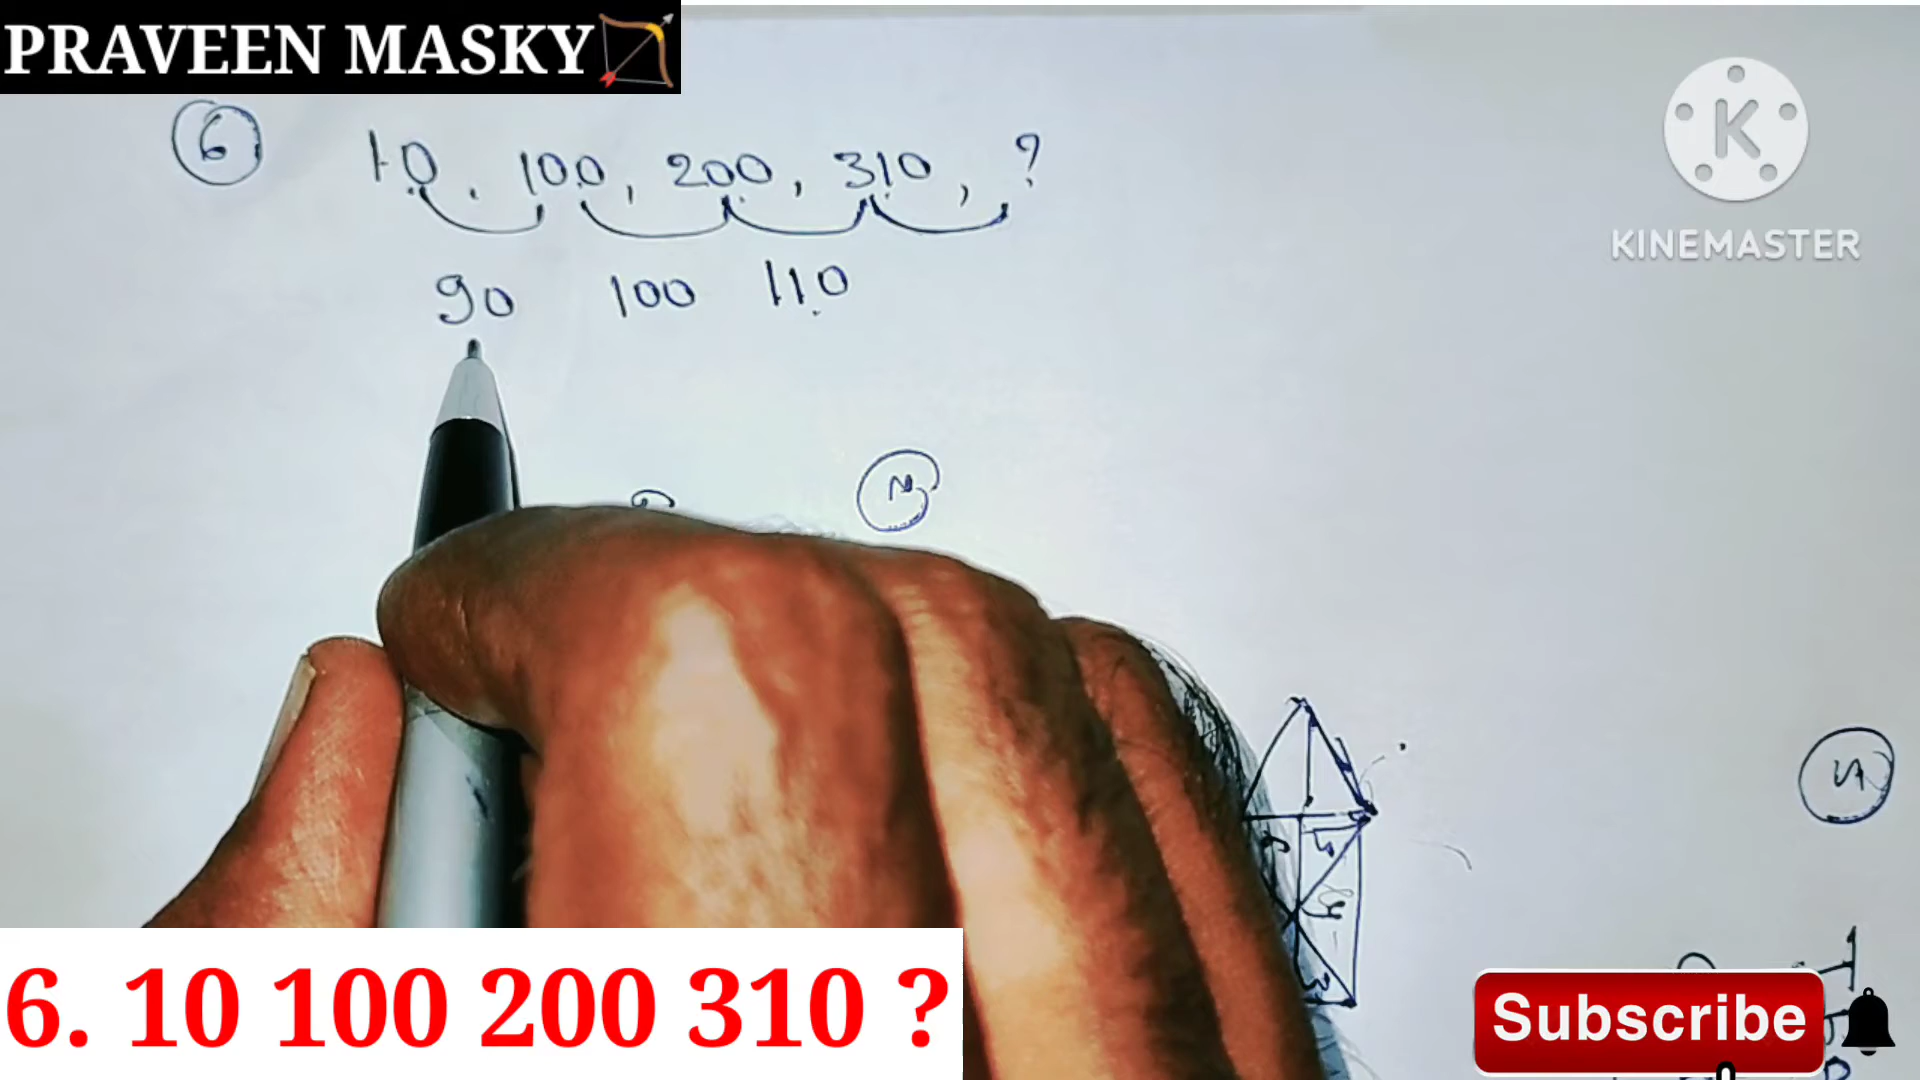 PRAVEEN MASKY
6 10, 100, 200, 310, ?
KINEMASTER
90 100 110
6. 10 100 200 310 ?
Subscribe